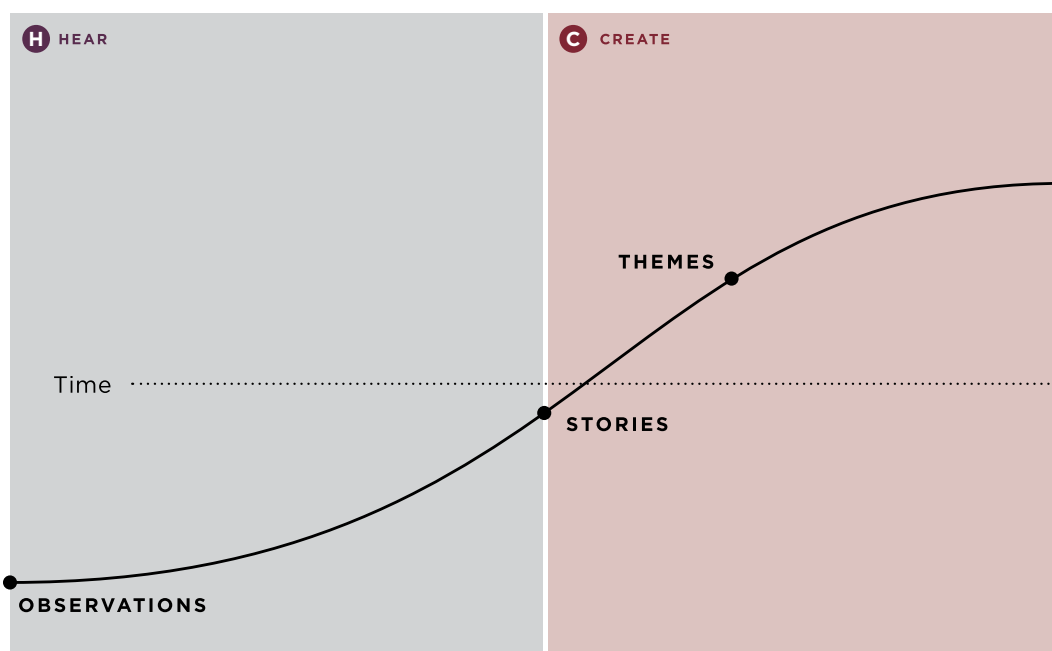 H HEAR
C CREATE
THEMES
Time
STORIES
OBSERVATIONS